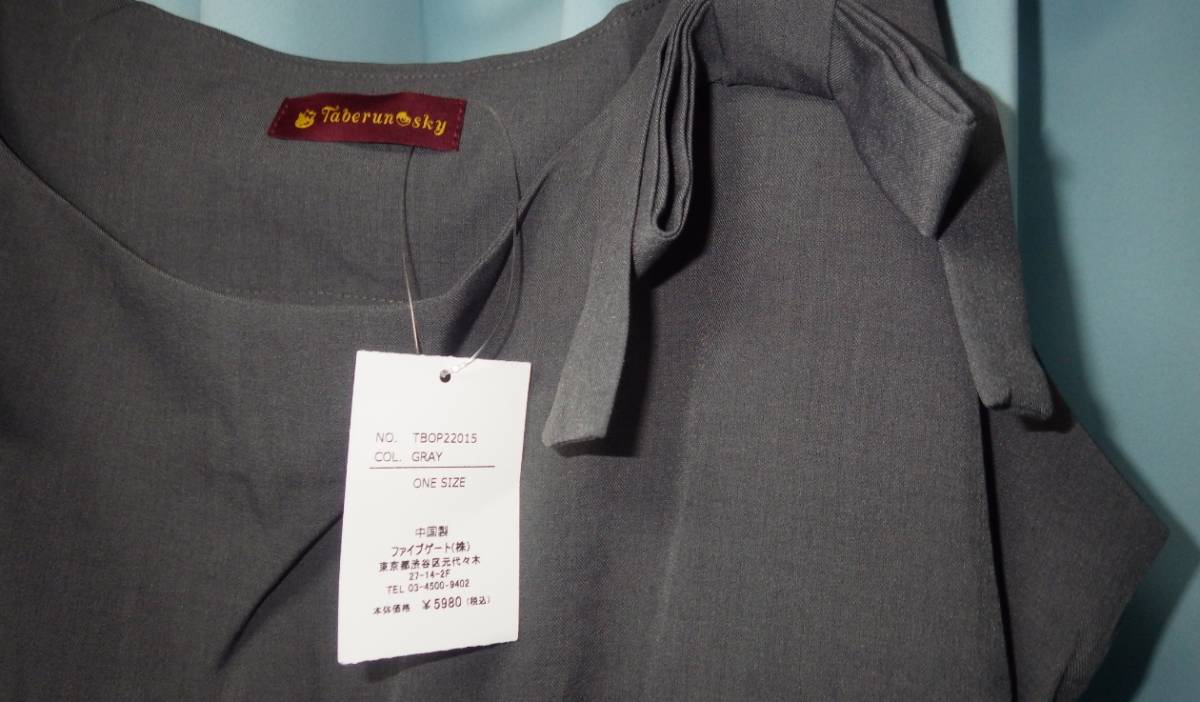 Taberunosky
NO. TBOP22015
COL. GRAY
ONE SIZE
中国製
ファイブゲート(株)
東京都渋谷区元代々木
27-14-2F
TEL 03-4500-9402
本体価格 ¥5980 (税込)